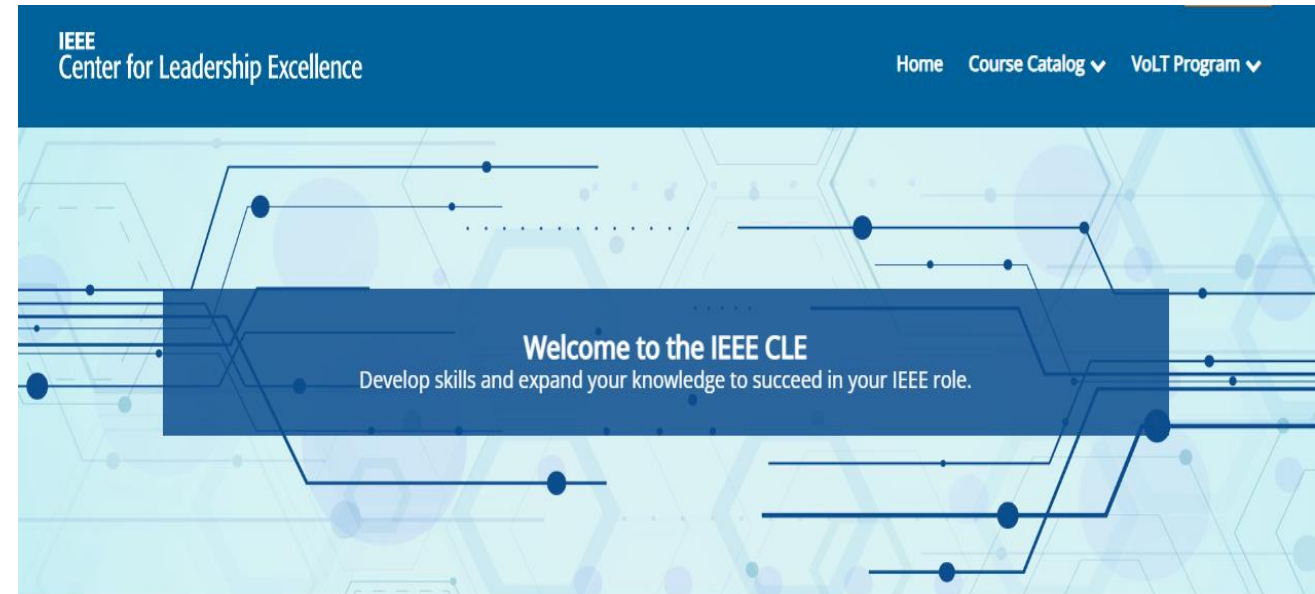 IEEE
Center for Leadership Excellence
Home Course Catalog VoLT Program
Welcome to the IEEE CLE
Develop skills and expand your knowledge to succeed in your IEEE role.